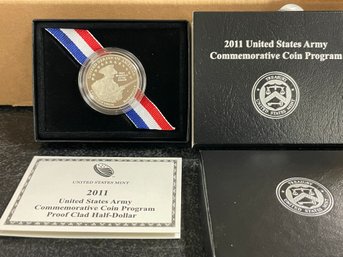 2011 United States Army
Commemorative Coin Program
UNITED STATES MINT
2011
United States Army
Commemorative Coin Program
Proof Clad Half-Dollar